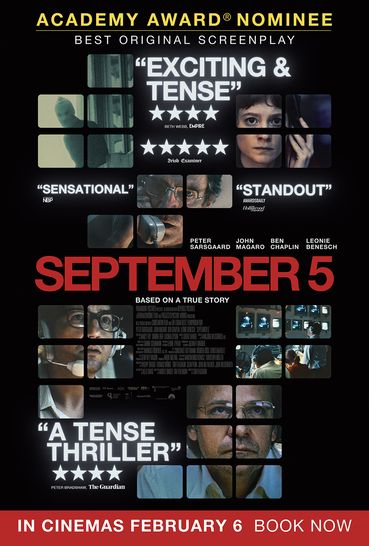 ACADEMY AWARD® NOMINEE
BEST ORIGINAL SCREENPLAY
“EXCITING &
TENSE”
★★★★
BETH WEBB, EMPIRE
★★★★★
Irish Examiner
“SENSATIONAL”
“STANDOUT”
AWARDSDAILY
Hollywood
PETER SARSGAARD
JOHN MAGARO
BEN CHAPLIN
LEONIE BENESCH
SEPTEMBER 5
BASED ON A TRUE STORY
“A TENSE
THRILLER”
★★★★
PETER BRADSHAW, The Guardian
IN CINEMAS FEBRUARY 6 BOOK NOW